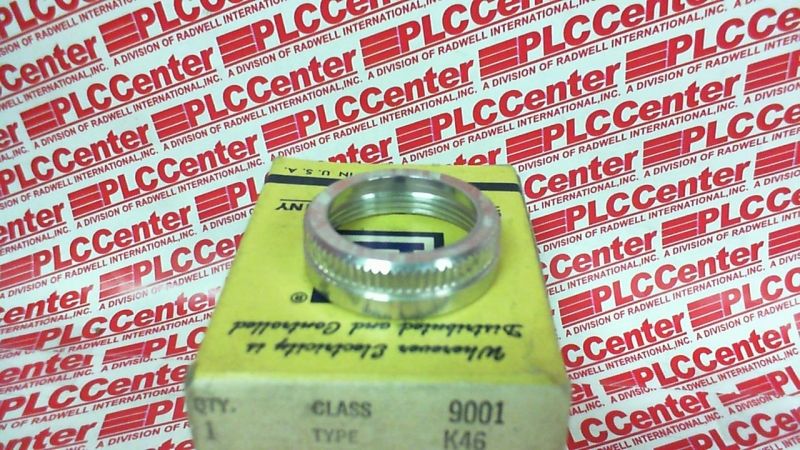 PLCCenter
A DIVISION OF RADWELL INTERNATIONAL, INC.
IN U.S.A.
®
Wherever Electricity is
Distributed and Controlled
QTY. CLASS 9001
1 TYPE K46